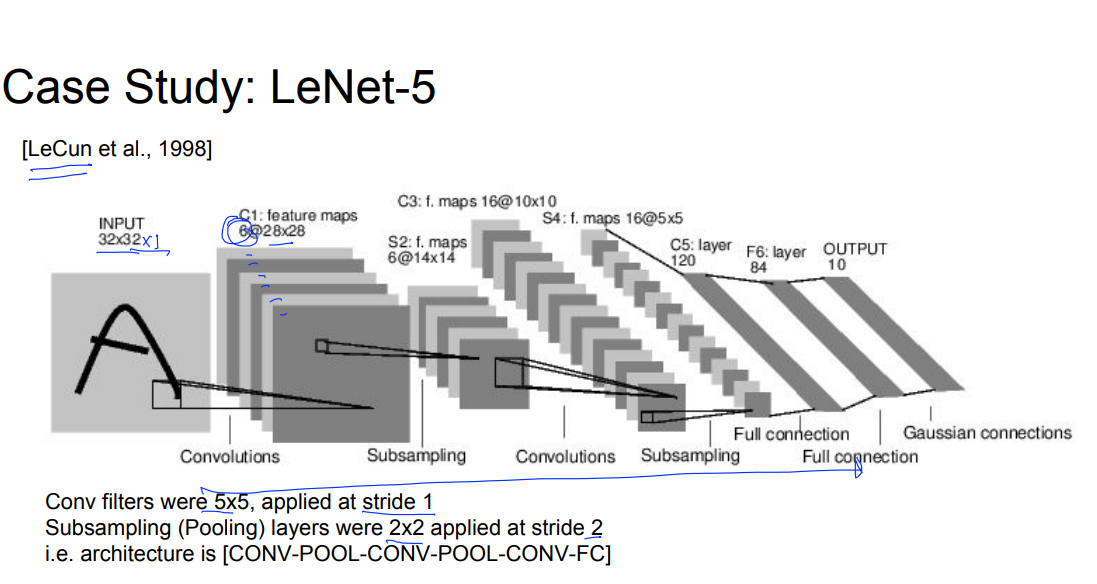 Case Study: LeNet-5
[LeCun et al., 1998]
INPUT
32x32x1
C1: feature maps
6@28x28
S2: f. maps
6@14x14
C3: f. maps 16@10x10
S4: f. maps 16@5x5
C5: layer
120
F6: layer
84
OUTPUT
10
A
Convolutions
Subsampling
Convolutions
Subsampling
Full connection
Full connection
Gaussian connections
Conv filters were 5x5, applied at stride 1
Subsampling (Pooling) layers were 2x2 applied at stride 2
i.e. architecture is [CONV-POOL-CONV-POOL-CONV-FC]